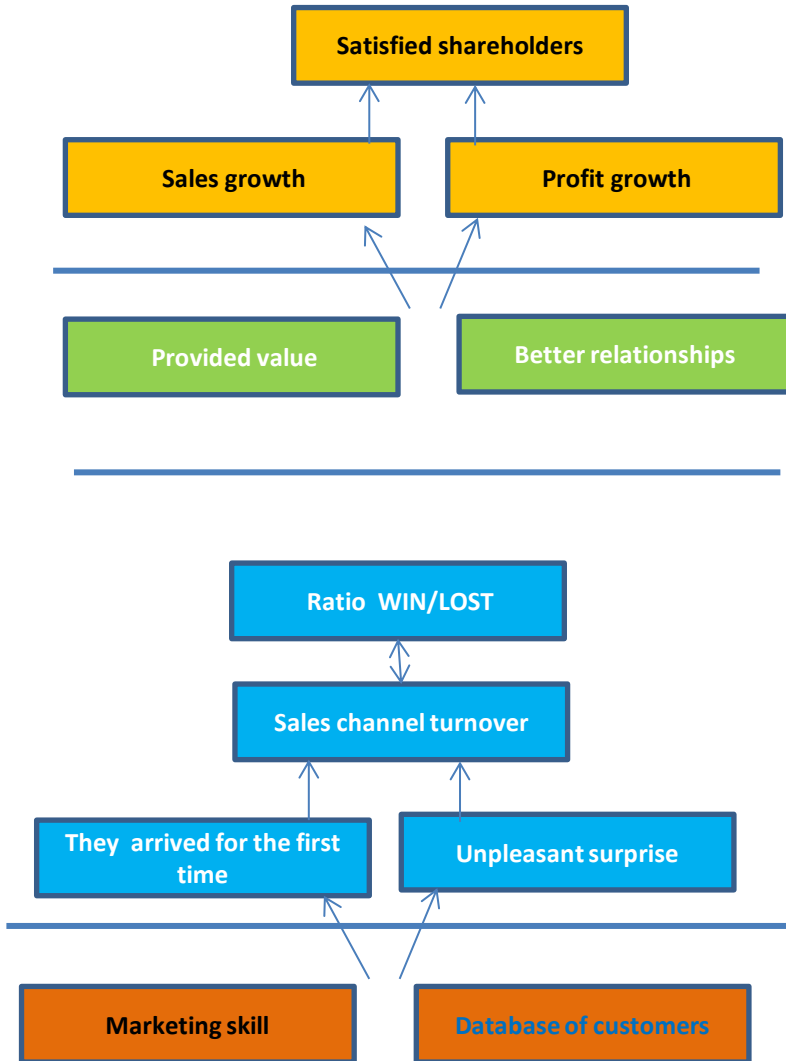 Satisfied shareholders
Sales growth
Profit growth
Provided value
Better relationships
Ratio WIN/LOST
Sales channel turnover
They arrived for the first
time
Unpleasant surprise
Marketing skill
Database of customers